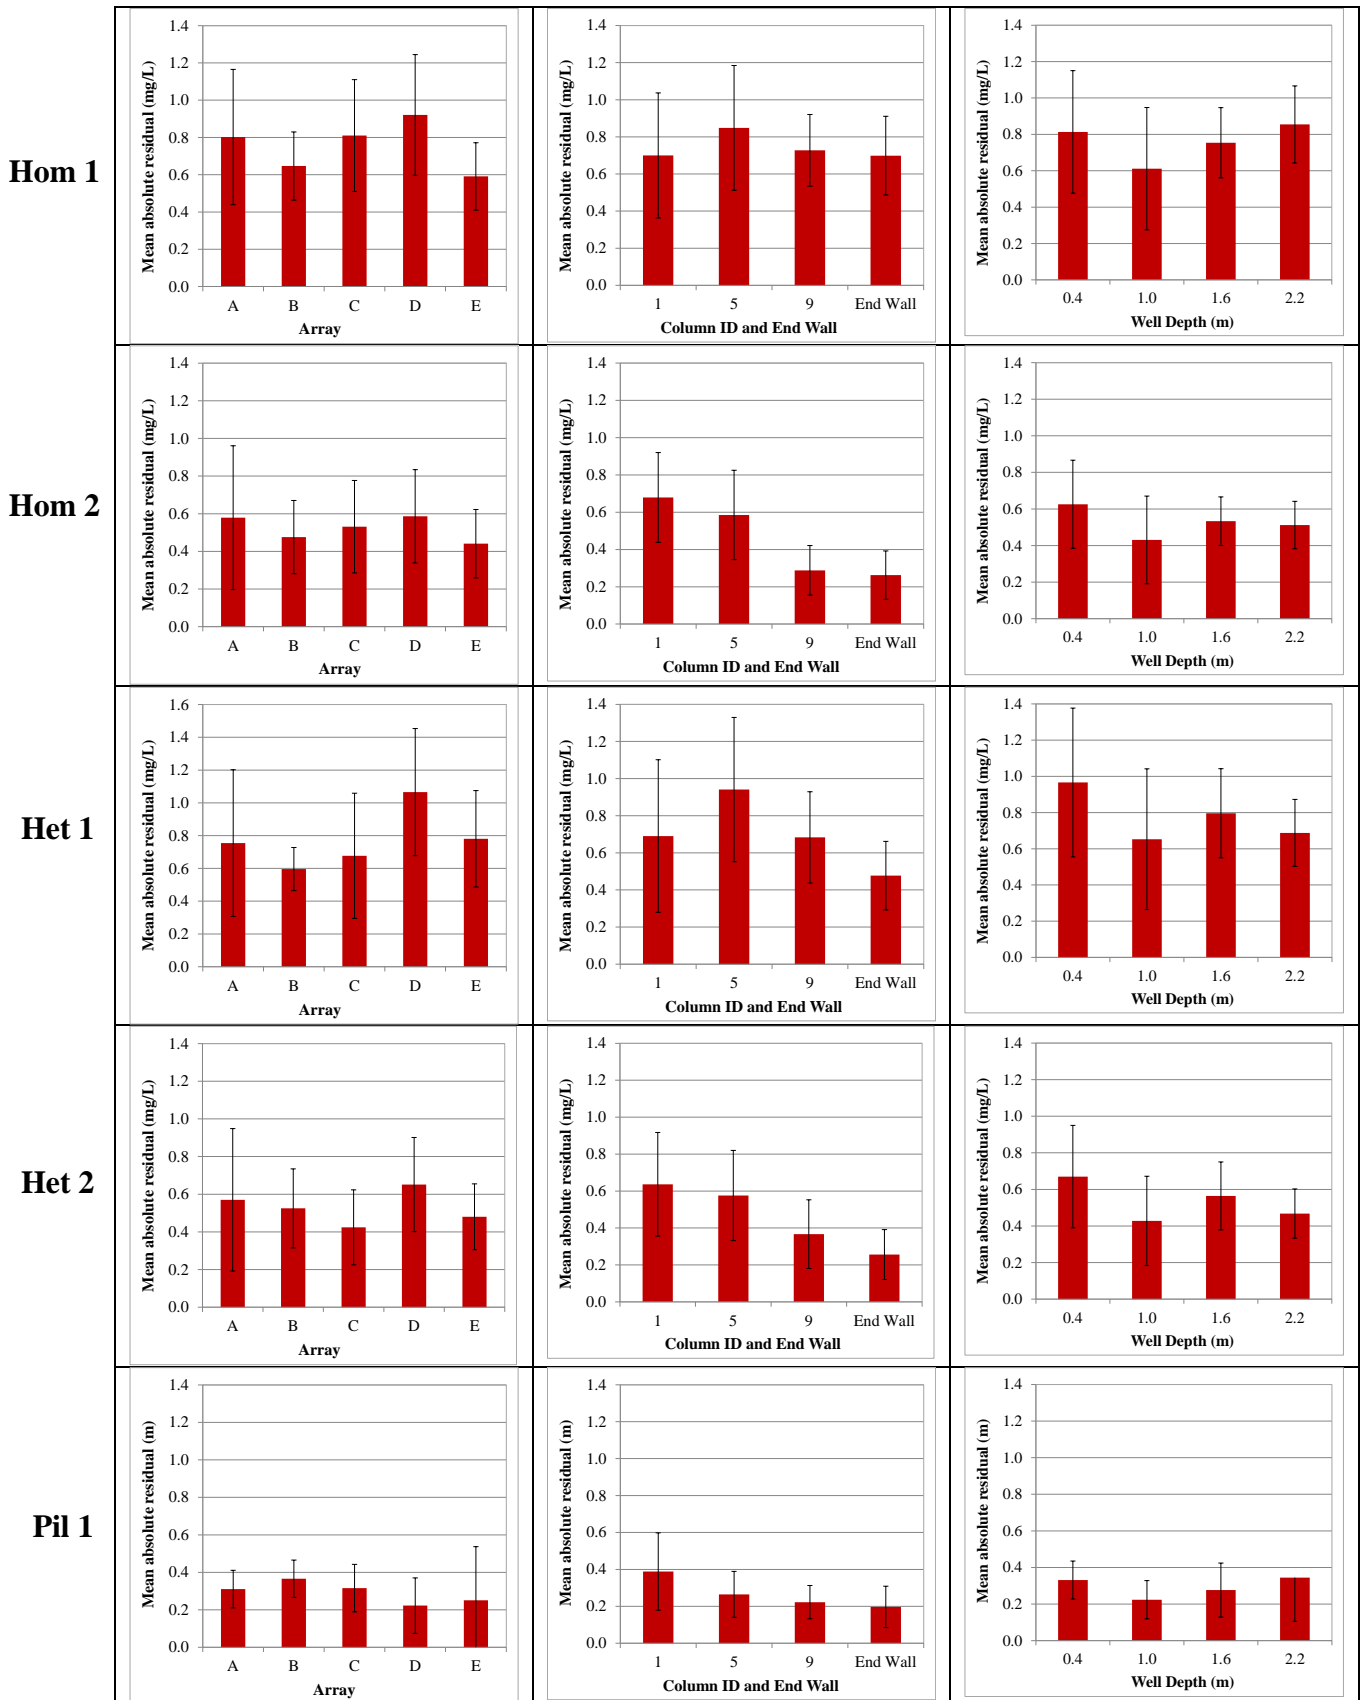 Hom 1
Mean absolute residual (mg/L)
1.4
1.2
1.0
0.8
0.6
0.4
0.2
0.0
A B C D E
Array
Mean absolute residual (mg/L)
1.4
1.2
1.0
0.8
0.6
0.4
0.2
0.0
1 5 9 End Wall
Column ID and End Wall
Mean absolute residual (mg/L)
1.4
1.2
1.0
0.8
0.6
0.4
0.2
0.0
0.4 1.0 1.6 2.2
Well Depth (m)
Hom 2
Mean absolute residual (mg/L)
1.4
1.2
1.0
0.8
0.6
0.4
0.2
0.0
A B C D E
Array
Mean absolute residual (mg/L)
1.4
1.2
1.0
0.8
0.6
0.4
0.2
0.0
1 5 9 End Wall
Column ID and End Wall
Mean absolute residual (mg/L)
1.4
1.2
1.0
0.8
0.6
0.4
0.2
0.0
0.4 1.0 1.6 2.2
Well Depth (m)
Het 1
Mean absolute residual (mg/L)
1.6
1.4
1.2
1.0
0.8
0.6
0.4
0.2
0.0
A B C D E
Array
Mean absolute residual (mg/L)
1.4
1.2
1.0
0.8
0.6
0.4
0.2
0.0
1 5 9 End Wall
Column ID and End Wall
Mean absolute residual (mg/L)
1.4
1.2
1.0
0.8
0.6
0.4
0.2
0.0
0.4 1.0 1.6 2.2
Well Depth (m)
Het 2
Mean absolute residual (mg/L)
1.4
1.2
1.0
0.8
0.6
0.4
0.2
0.0
A B C D E
Array
Mean absolute residual (mg/L)
1.4
1.2
1.0
0.8
0.6
0.4
0.2
0.0
1 5 9 End Wall
Column ID and End Wall
Mean absolute residual (mg/L)
1.4
1.2
1.0
0.8
0.6
0.4
0.2
0.0
0.4 1.0 1.6 2.2
Well Depth (m)
Pil 1
Mean absolute residual (m)
1.4
1.2
1.0
0.8
0.6
0.4
0.2
0.0
A B C D E
Array
Mean absolute residual (m)
1.4
1.2
1.0
0.8
0.6
0.4
0.2
0.0
1 5 9 End Wall
Column ID and End Wall
Mean absolute residual (m)
1.4
1.2
1.0
0.8
0.6
0.4
0.2
0.0
0.4 1.0 1.6 2.2
Well Depth (m)